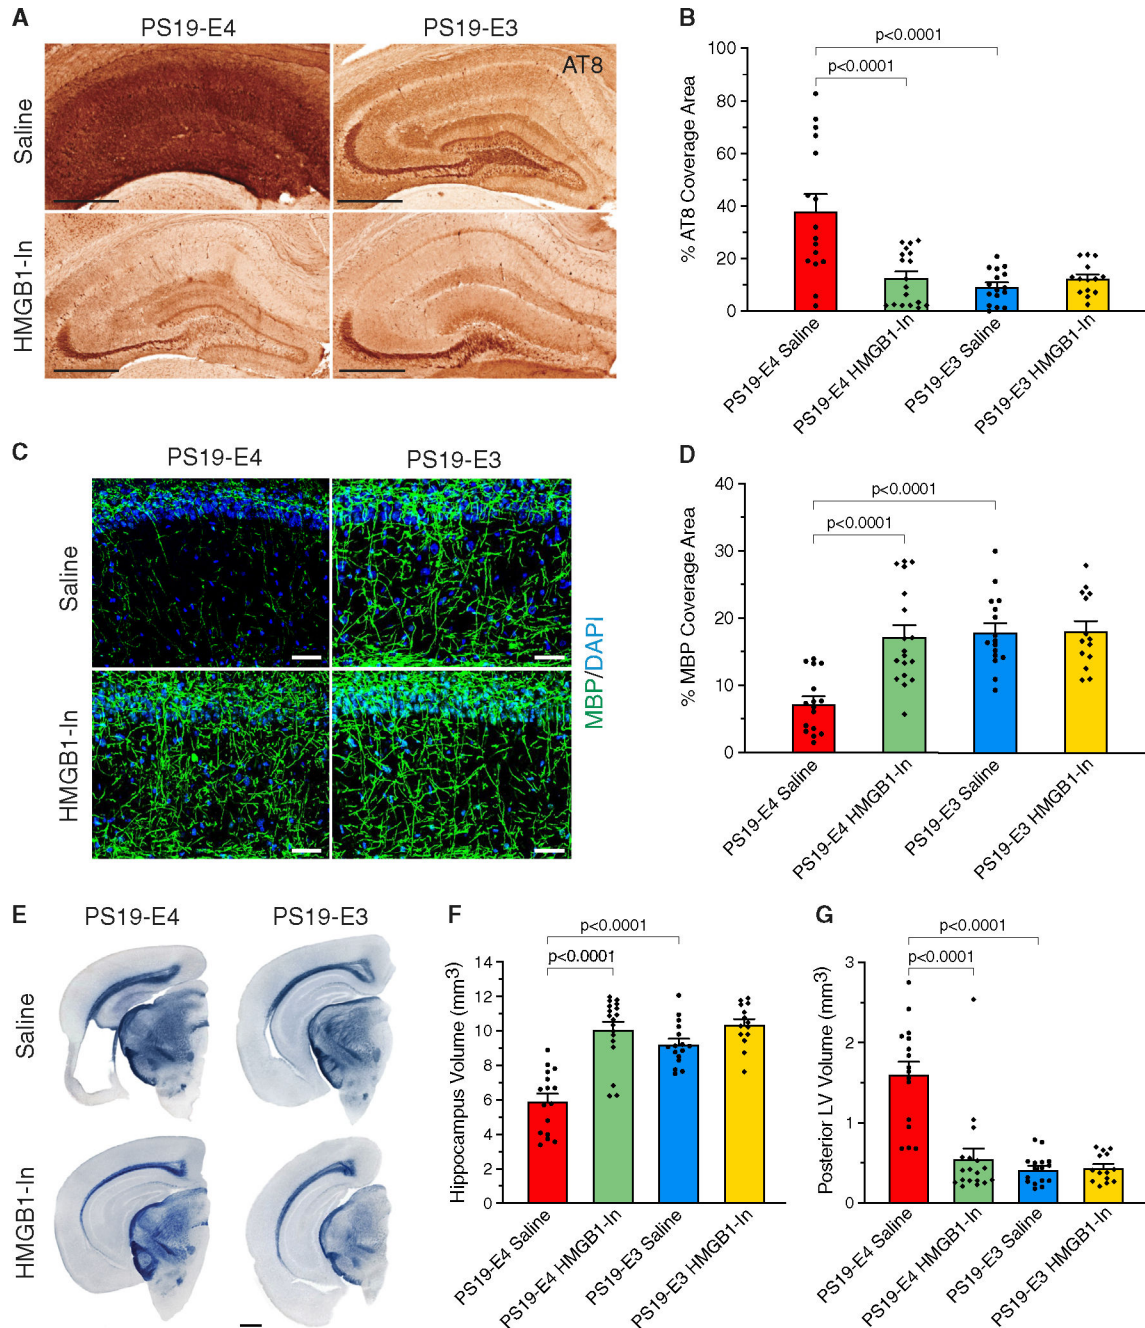 A
PS19-E4
PS19-E3
AT8
Saline
HMGB1-In
B
p<0.0001
p<0.0001
% AT8 Coverage Area
100
80
60
40
20
0
PS19-E4 Saline
PS19-E4 HMGB1-In
PS19-E3 Saline
PS19-E3 HMGB1-In
C
PS19-E4
PS19-E3
Saline
HMGB1-In
MBP/DAPI
D
p<0.0001
p<0.0001
% MBP Coverage Area
40
30
20
10
0
PS19-E4 Saline
PS19-E4 HMGB1-In
PS19-E3 Saline
PS19-E3 HMGB1-In
E
PS19-E4
PS19-E3
Saline
HMGB1-In
F
p<0.0001
p<0.0001
Hippocampus Volume (mm3)
14
12
10
8
6
4
2
0
PS19-E4 Saline
PS19-E4 HMGB1-In
PS19-E3 Saline
PS19-E3 HMGB1-In
G
p<0.0001
p<0.0001
Posterior LV Volume (mm3)
3
2
1
0
PS19-E4 Saline
PS19-E4 HMGB1-In
PS19-E3 Saline
PS19-E3 HMGB1-In